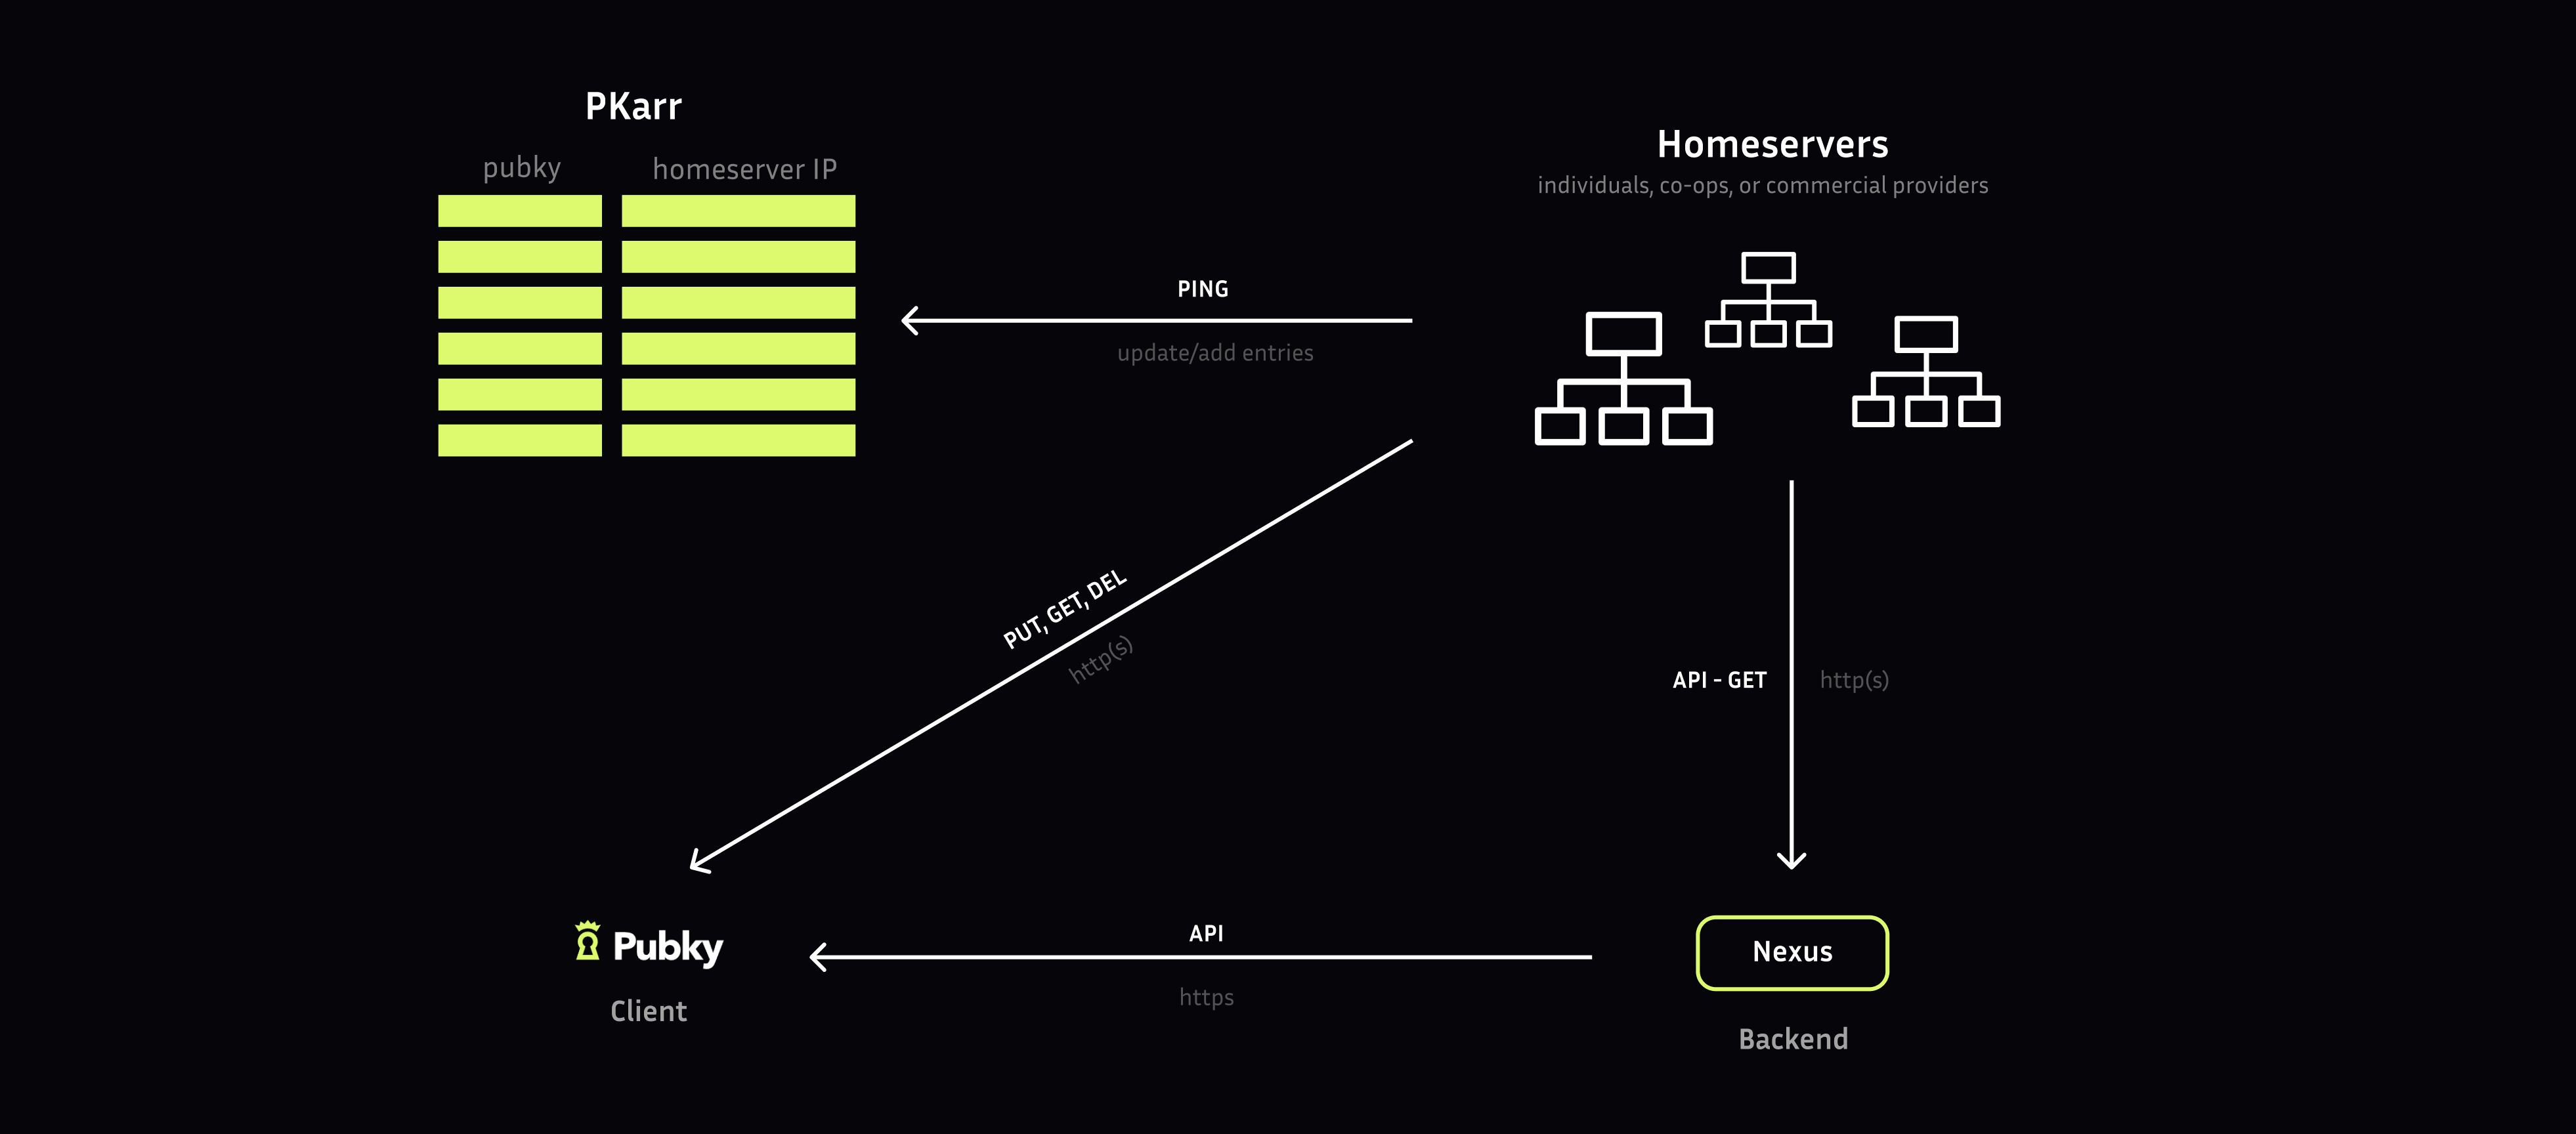 PKarr
pubky
homeserver IP
Homeservers
individuals, co-ops, or commercial providers
PING
update/add entries
PUT, GET, DEL
http(s)
API - GET
http(s)
Pubky
Client
API
https
Nexus
Backend